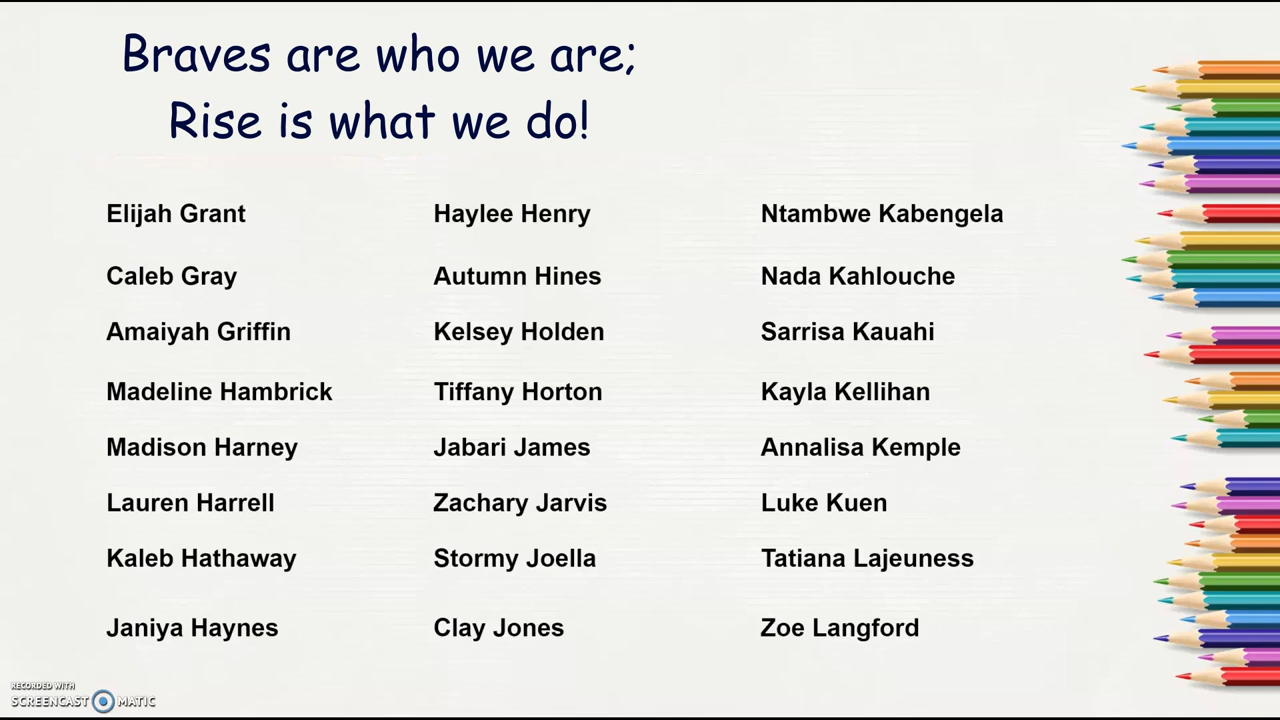 Braves are who we are;
Rise is what we do!
Elijah Grant
Caleb Gray
Amaiyah Griffin
Madeline Hambrick
Madison Harney
Lauren Harrell
Kaleb Hathaway
Janiya Haynes
Haylee Henry
Autumn Hines
Kelsey Holden
Tiffany Horton
Jabari James
Zachary Jarvis
Stormy Joella
Clay Jones
Ntambwe Kabengela
Nada Kahlouche
Sarrisa Kauahi
Kayla Kellihan
Annalisa Kemple
Luke Kuen
Tatiana Lajeuness
Zoe Langford
RECORDED WITH
SCREENCAST MATIC